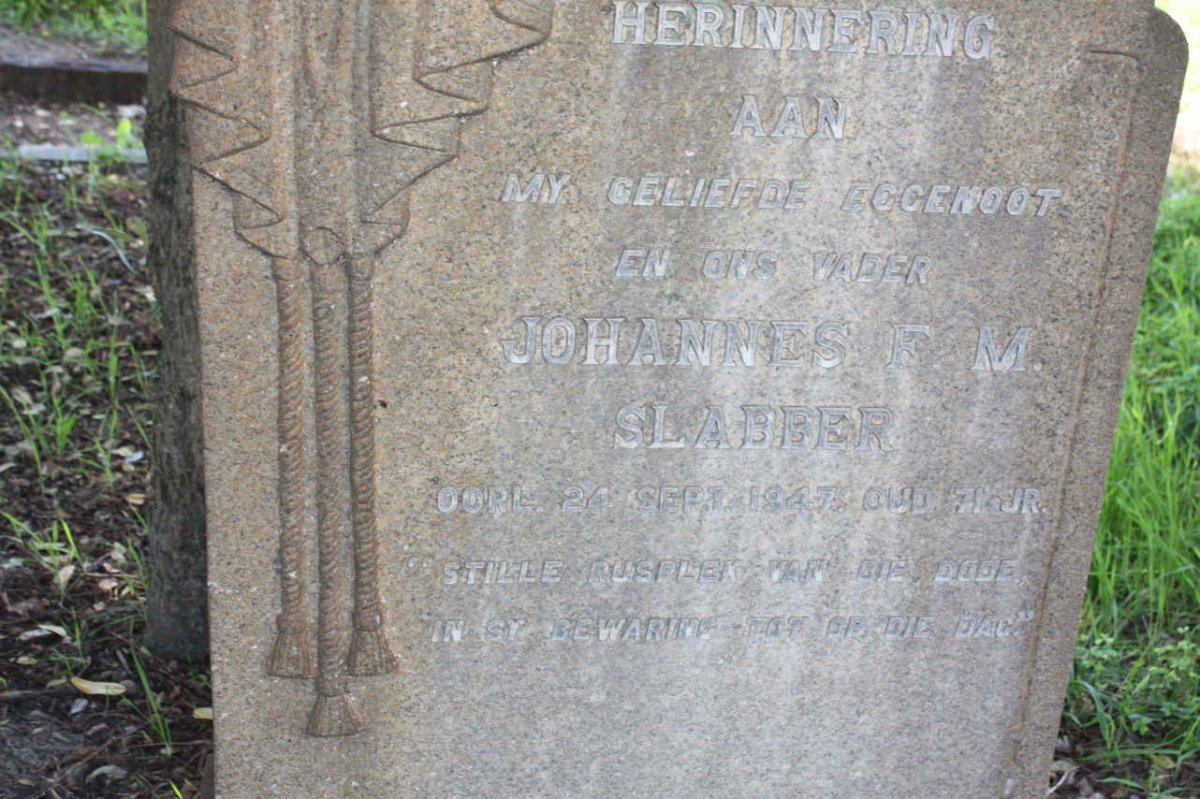 HERINNERING
AAN
MY GELIEFDE EGGENOOT
EN ONS VADER
JOHANNES F. M.
SLABBER
OORL. 24 SEPT. 1947. OUD 71 JR.
"STILLE RUSPLEK VAN DIE DODE,
IN SY BEWARING TOT OP DIE DAG."